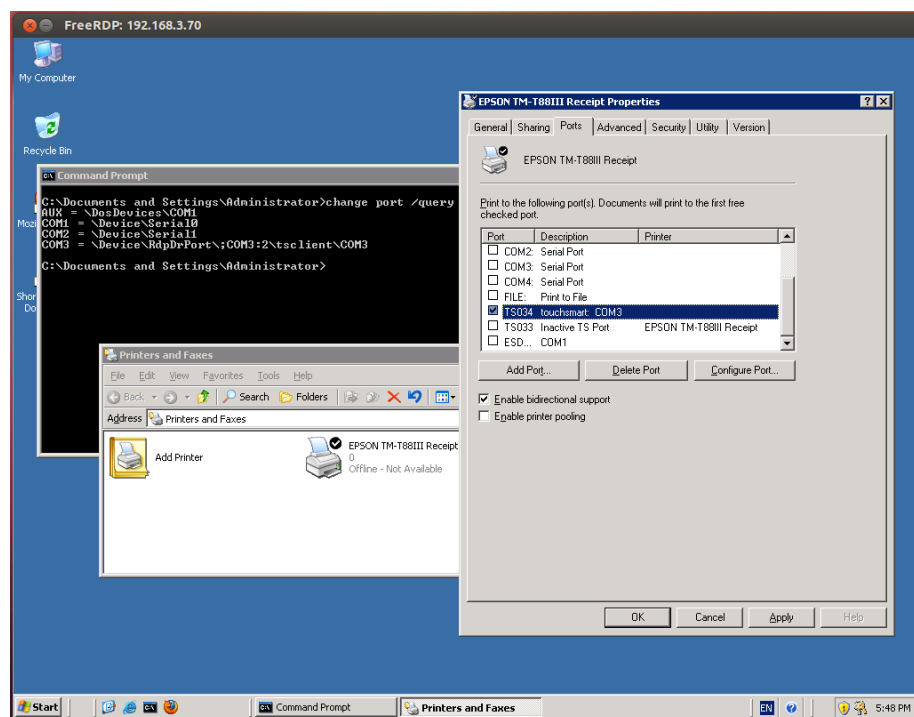 FreeRDP: 192.168.3.70
My Computer
Recycle Bin
Mozi
Shor
Do
Command Prompt
C:\Documents and Settings\Administrator>change port /query
AUX = \DosDevices\COM1
COM1 = \Device\Serial0
COM2 = \Device\Serial1
COM3 = \Device\RdpDrPort\;COM3:2\tsclient\COM3
C:\Documents and Settings\Administrator>
Printers and Faxes
File Edit View Favorites Tools Help
Back Search Folders
Address Printers and Faxes
Add Printer
EPSON TM-T88III Receipt
0
Offline - Not Available
EPSON TM-T88III Receipt Properties
General Sharing Ports Advanced Security Utility Version
EPSON TM-T88III Receipt
Print to the following port(s). Documents will print to the first free
checked port.
Port Description Printer
COM2: Serial Port
COM3: Serial Port
COM4: Serial Port
FILE: Print to File
TS034 touchsmart: COM3
TS033 Inactive TS Port EPSON TM-T88III Receipt
ESD... COM1
Add Port... Delete Port Configure Port...
Enable bidirectional support
Enable printer pooling
OK Cancel Apply Help
Start Command Prompt Printers and Faxes EN 5:48 PM